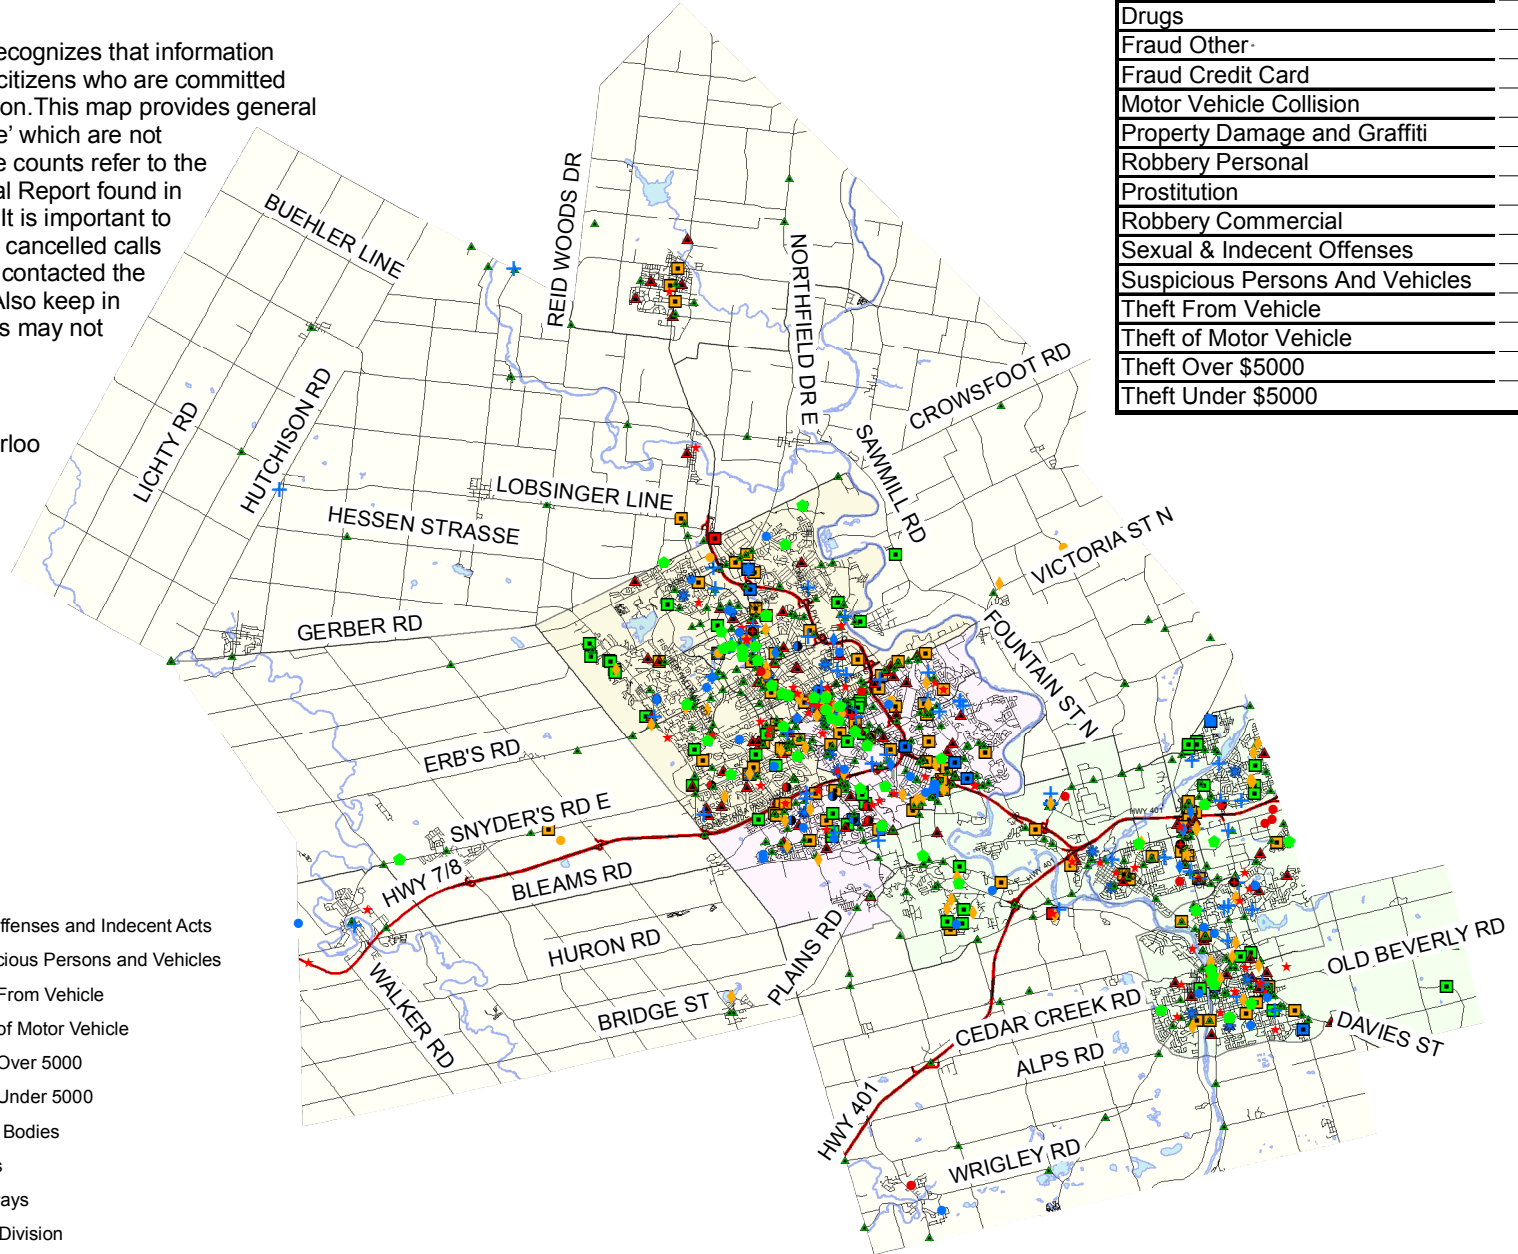 ecognizes that information
citizens who are committed
on.This map provides general
e' which are not
e counts refer to the
al Report found in
It is important to
cancelled calls
contacted the
Also keep in
s may not
rloo
Drugs
Fraud Other
Fraud Credit Card
Motor Vehicle Collision
Property Damage and Graffiti
Robbery Personal
Prostitution
Robbery Commercial
Sexual & Indecent Offenses
Suspicious Persons And Vehicles
Theft From Vehicle
Theft of Motor Vehicle
Theft Over $5000
Theft Under $5000
BUEHLER LINE
REID WOODS DR
NORTHFIELD DR E
CROWSFOOT RD
LICHTY RD
HUTCHISON RD
SAWMILL RD
LOBSINGER LINE
HESSEN STRASSE
VICTORIA ST N
GERBER RD
FOUNTAIN ST N
ERB'S RD
SNYDER'S RD E
HWY 401
HWY 7/8
BLEAMS RD
HWY 401
HURON RD
PLAINS RD
OLD BEVERLY RD
WALKER RD
BRIDGE ST
CEDAR CREEK RD
DAVIES ST
ALPS RD
HWY 401
WRIGLEY RD
ffenses and Indecent Acts
cious Persons and Vehicles
From Vehicle
of Motor Vehicle
Over 5000
Under 5000
Bodies
s
ays
Division